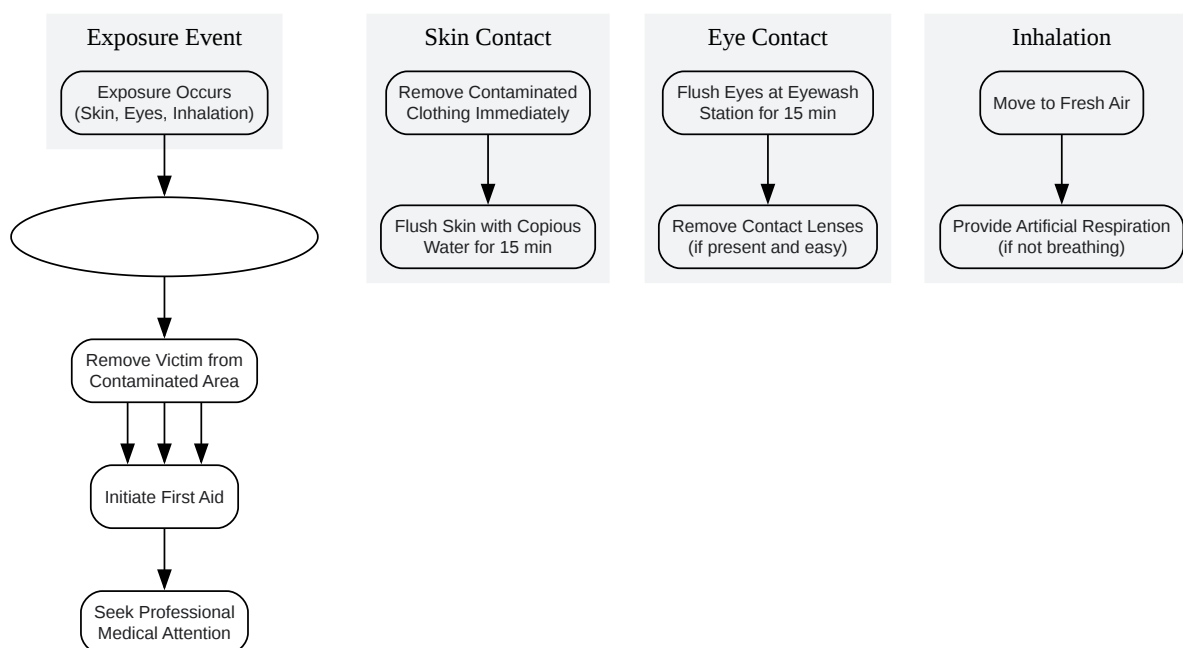 Exposure Event
Exposure Occurs
(Skin, Eyes, Inhalation)
Remove Victim from
Contaminated Area
Initiate First Aid
Seek Professional
Medical Attention
Skin Contact
Remove Contaminated
Clothing Immediately
Flush Skin with Copious
Water for 15 min
Eye Contact
Flush Eyes at Eyewash
Station for 15 min
Remove Contact Lenses
(if present and easy)
Inhalation
Move to Fresh Air
Provide Artificial Respiration
(if not breathing)